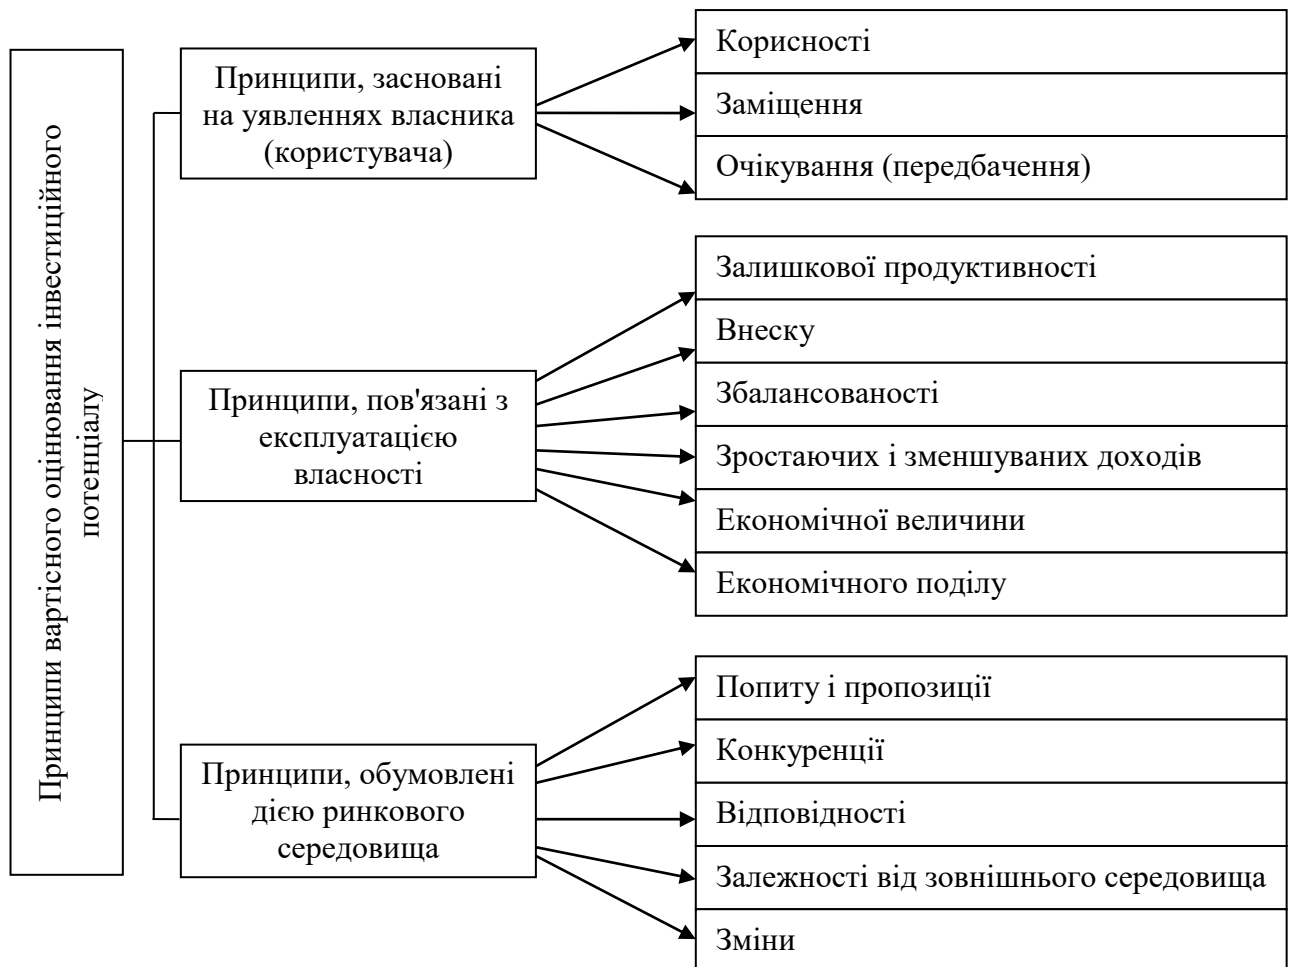 Принципи вартісного оцінювання інвестиційного
потенціалу
Принципи, засновані
на уявленнях власника
(користувача)
Корисності
Заміщення
Очікування (передбачення)
Принципи, пов'язані з
експлуатацією
власності
Залишкової продуктивності
Внеску
Збалансованості
Зростаючих і зменшуваних доходів
Економічної величини
Економічного поділу
Принципи, обумовлені
дією ринкового
середовища
Попиту і пропозиції
Конкуренції
Відповідності
Залежності від зовнішнього середовища
Зміни